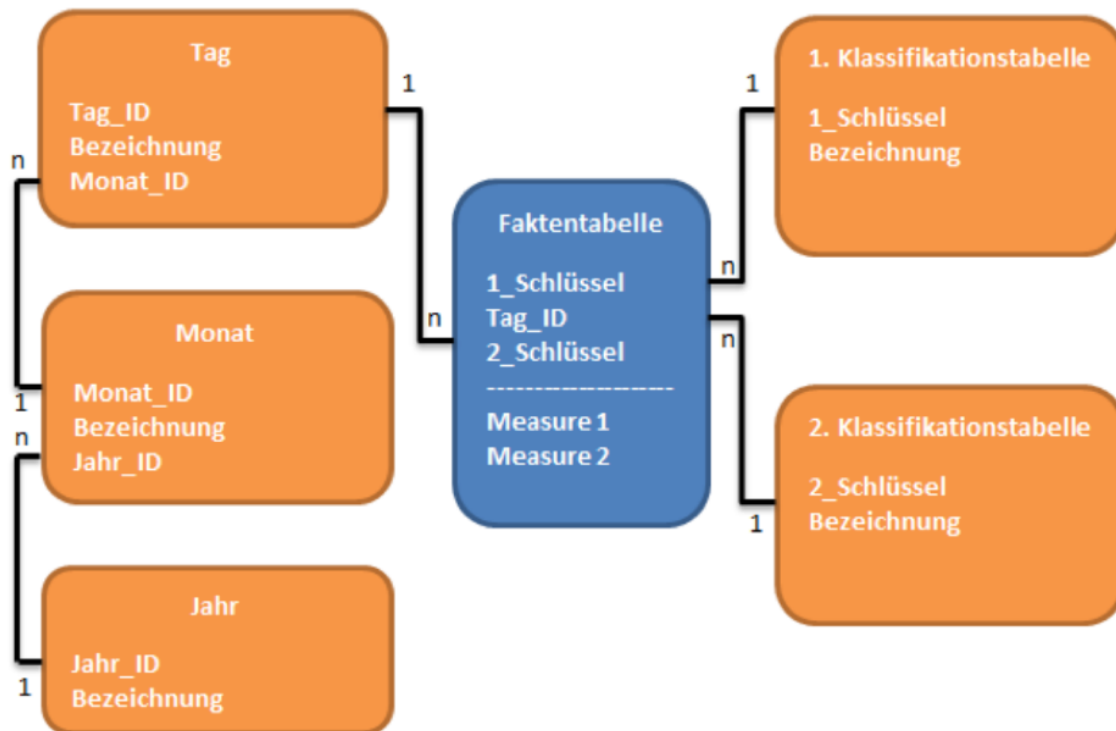 Tag
Tag_ID
Bezeichnung
Monat_ID
n
1
Monat
Monat_ID
Bezeichnung
Jahr_ID
1
n
Jahr
Jahr_ID
Bezeichnung
1
Faktentabelle
1_Schlüssel
Tag_ID
2_Schlüssel
------------------------
Measure 1
Measure 2
n
n
n
1. Klassifikationstabelle
1_Schlüssel
Bezeichnung
1
2. Klassifikationstabelle
2_Schlüssel
Bezeichnung
1